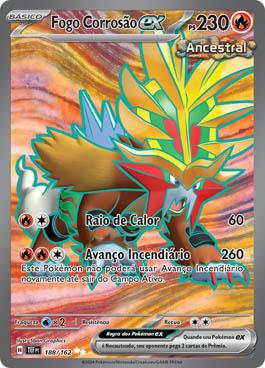 BÁSICO
Fogo Corrosão ex PS 230
Ancestral
Raio de Calor 60
Avanço Incendiário 260
Este Pokémon não poderá usar Avanço Incendiário
novamente até sair do Campo Ativo.
Fraqueza ×2 Resistência Recuo
Regra dos Pokémon ex
Quando seu Pokémon ex
é Nocauteado, seu oponente pega 2 cartas de Prêmio.
188/162
©2024 Pokémon/Nintendo/Creatures/GAME FREAK